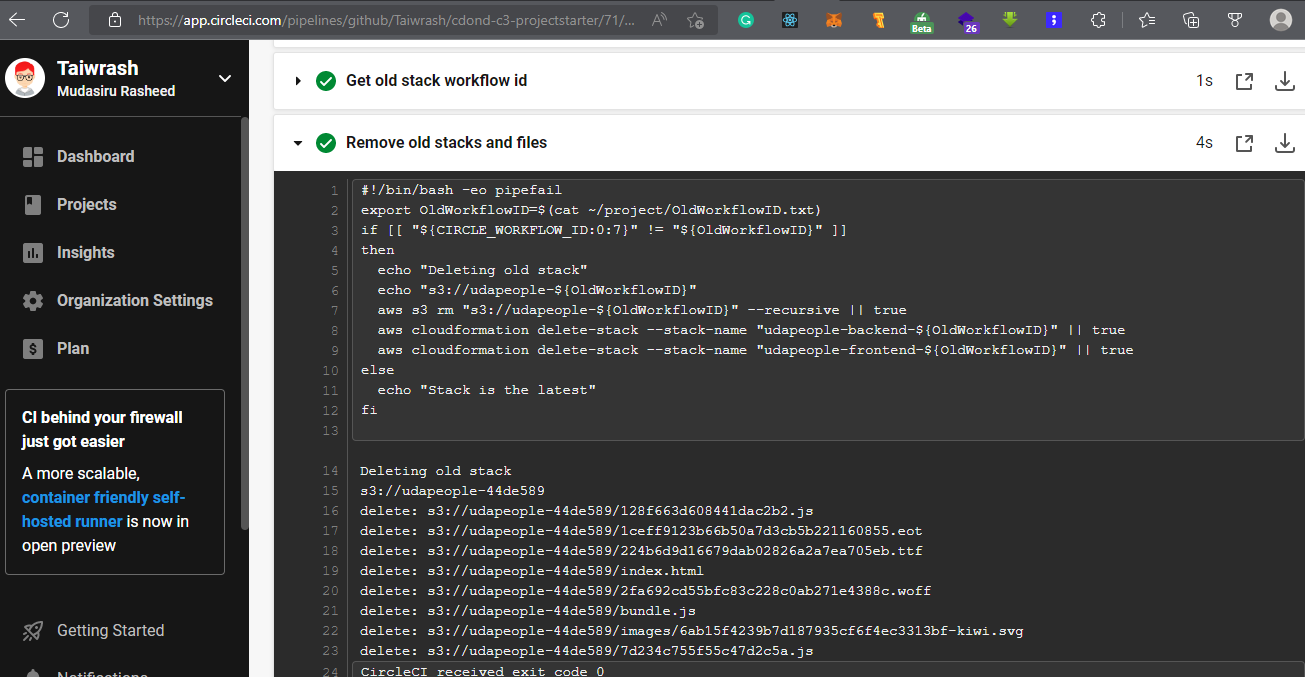 https://app.circleci.com/pipelines/github/Taiwrash/cdond-c3-projectstarter/71/...
Beta
26
Taiwrash
Mudasiru Rasheed
Dashboard
Projects
Insights
Organization Settings
Plan
CI behind your firewall
just got easier
A more scalable,
container friendly self-
hosted runner is now in
open preview
Getting Started
Notifications
Get old stack workflow id 1s
Remove old stacks and files 4s
1 #!/bin/bash -eo pipefail
2 export OldWorkflowID=$(cat ~/project/OldWorkflowID.txt)
3 if [[ "${CIRCLE_WORKFLOW_ID:0:7}" != "${OldWorkflowID}" ]]
4 then
5   echo "Deleting old stack"
6   echo "s3://udapeople-${OldWorkflowID}"
7   aws s3 rm "s3://udapeople-${OldWorkflowID}" --recursive || true
8   aws cloudformation delete-stack --stack-name "udapeople-backend-${OldWorkflowID}" || true
9   aws cloudformation delete-stack --stack-name "udapeople-frontend-${OldWorkflowID}" || true
10 else
11   echo "Stack is the latest"
12 fi
13
14 Deleting old stack
15 s3://udapeople-44de589
16 delete: s3://udapeople-44de589/128f663d608441dac2b2.js
17 delete: s3://udapeople-44de589/1ceff9123b66b50a7d3cb5b221160855.eot
18 delete: s3://udapeople-44de589/224b6d9d16679dab02826a2a7ea705eb.ttf
19 delete: s3://udapeople-44de589/index.html
20 delete: s3://udapeople-44de589/2fa692cd55bfc83c228c0ab271e4388c.woff
21 delete: s3://udapeople-44de589/bundle.js
22 delete: s3://udapeople-44de589/images/6ab15f4239b7d187935cf6f4ec3313bf-kiwi.svg
23 delete: s3://udapeople-44de589/7d234c755f55c47d2c5a.js
24 CircleCI received exit code 0